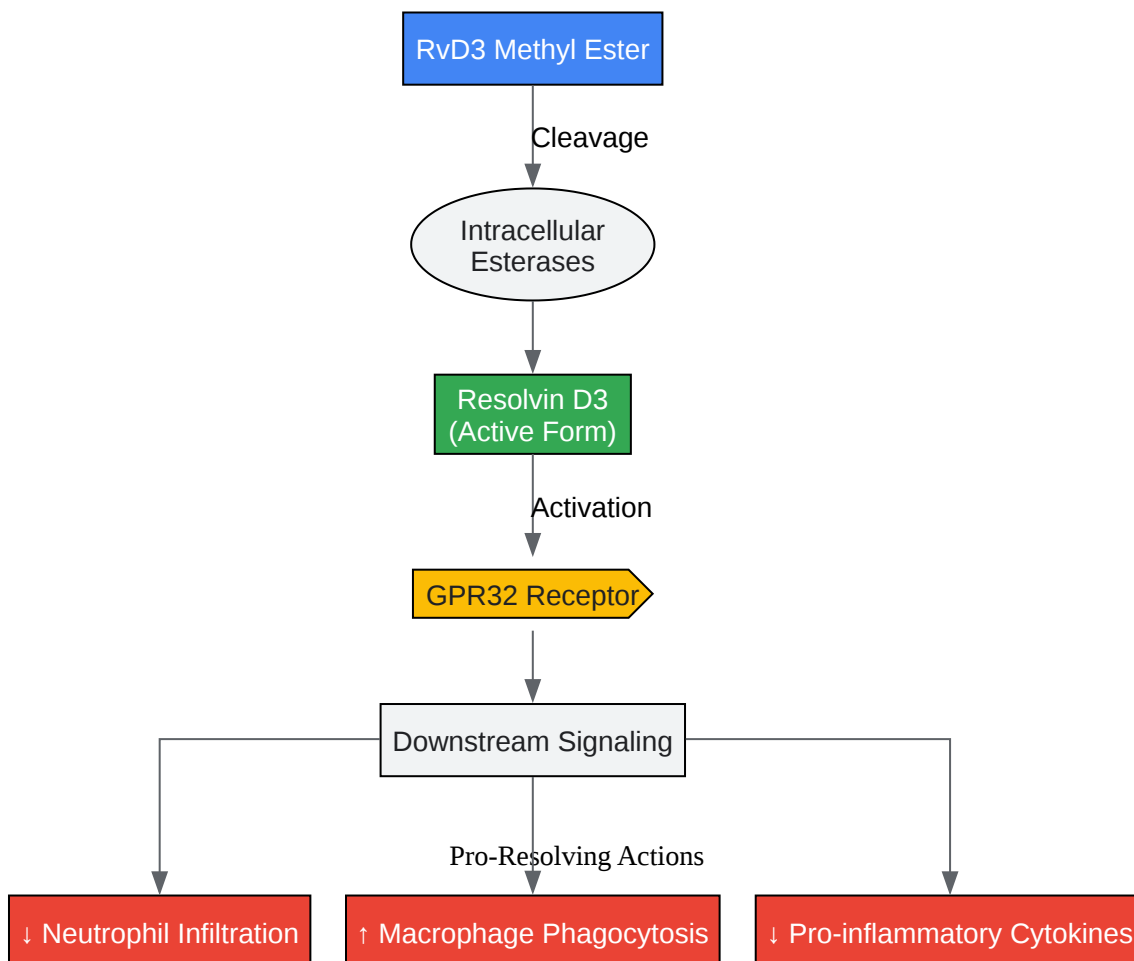 RvD3 Methyl Ester
Cleavage
Intracellular
Esterases
Resolvin D3
(Active Form)
Activation
GPR32 Receptor
Downstream Signaling
Pro-Resolving Actions
↓ Neutrophil Infiltration
↑ Macrophage Phagocytosis
↓ Pro-inflammatory Cytokines